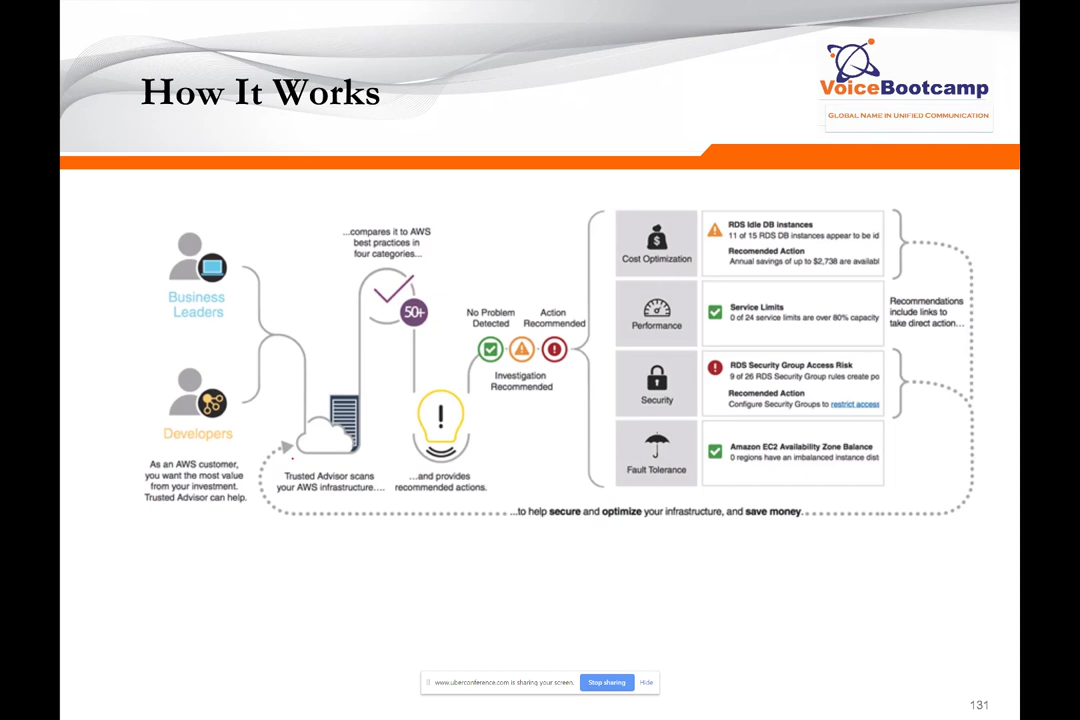 How It Works
VoiceBootcamp
GLOBAL NAME IN UNIFIED COMMUNICATION
Business
Leaders
Developers
As an AWS customer,
you want the most value
from your investment.
Trusted Advisor can help.
Trusted Advisor scans
your AWS infrastructure....
...compares it to AWS
best practices in
four categories...
50+
...and provides
recommended actions.
No Problem
Detected
Action
Recommended
Investigation
Recommended
Cost Optimization
RDS Idle DB Instances
11 of 15 RDS DB instances appear to be id
Recomended Action
Annual savings of up to $2,738 are availabl
Performance
Service Limits
0 of 24 service limits are over 80% capacity
Security
RDS Security Group Access Risk
9 of 26 RDS Security Group rules create po
Recomended Action
Configure Security Groups to restrict access
Fault Tolerance
Amazon EC2 Availability Zone Balance
0 regions have an imbalanced instance dist
Recommendations
include links to
take direct action...
...to help secure and optimize your infrastructure, and save money.
www.uberconference.com is sharing your screen.
Stop sharing
Hide
131